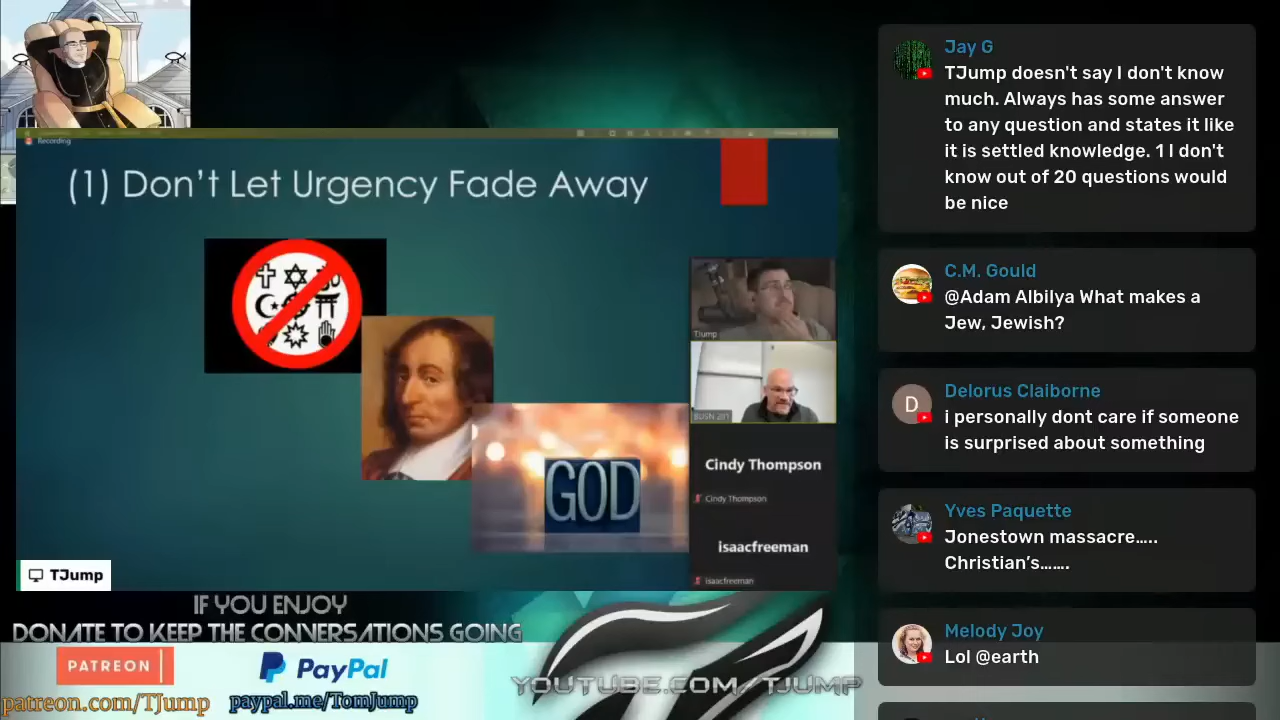 Recording
(1) Don't Let Urgency Fade Away
GOD
TJump
BUSN 201
Cindy Thompson
Cindy Thompson
isaacfreeman
isaacfreeman
TJump
IF YOU ENJOY
DONATE TO KEEP THE CONVERSATIONS GOING
PATREON
PayPal
patreon.com/TJump
paypal.me/TomJump
YOUTUBE.COM/TJUMP
Jay G
TJump doesn't say I don't know
much. Always has some answer
to any question and states it like
it is settled knowledge. 1 I don't
know out of 20 questions would
be nice
C.M. Gould
@Adam Albilya What makes a
Jew, Jewish?
D
Delorus Claiborne
i personally dont care if someone
is surprised about something
Yves Paquette
Jonestown massacre.....
Christian's.......
Melody Joy
Lol @earth